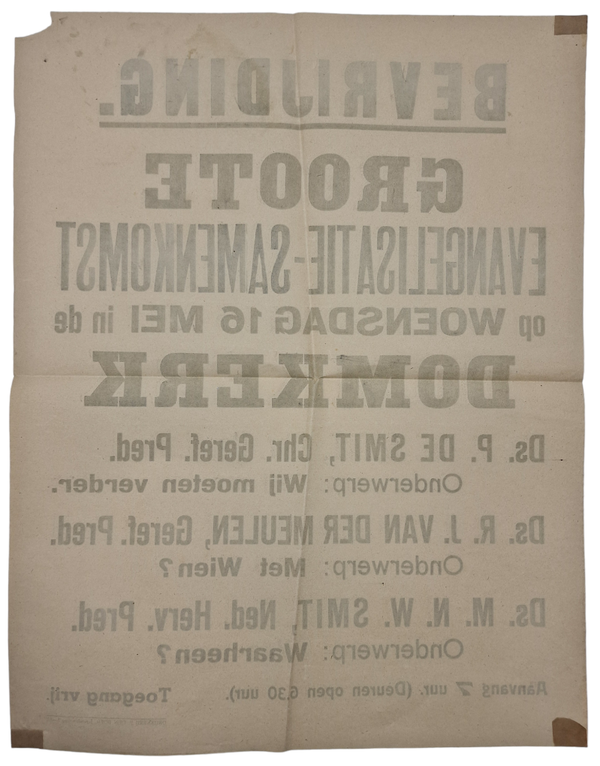 BEVRIJDING.
GROOTE
EVANGELISATIE-SAMENKOMST
op WOENSDAG 16 MEI in de
DOMKERK
Ds. P. DE SMIT, Chr. Geref. Pred.
Onderwerp: Wij moeten verder.
Ds. R. J. VAN DER MEULEN, Geref. Pred.
Onderwerp: Met Wien?
Ds. M. N. W. SMIT, Ned. Herv. Pred.
Onderwerp: Waarheen?
Aanvang 7 uur. (Deuren open 6,30 uur). Toegang vrij.